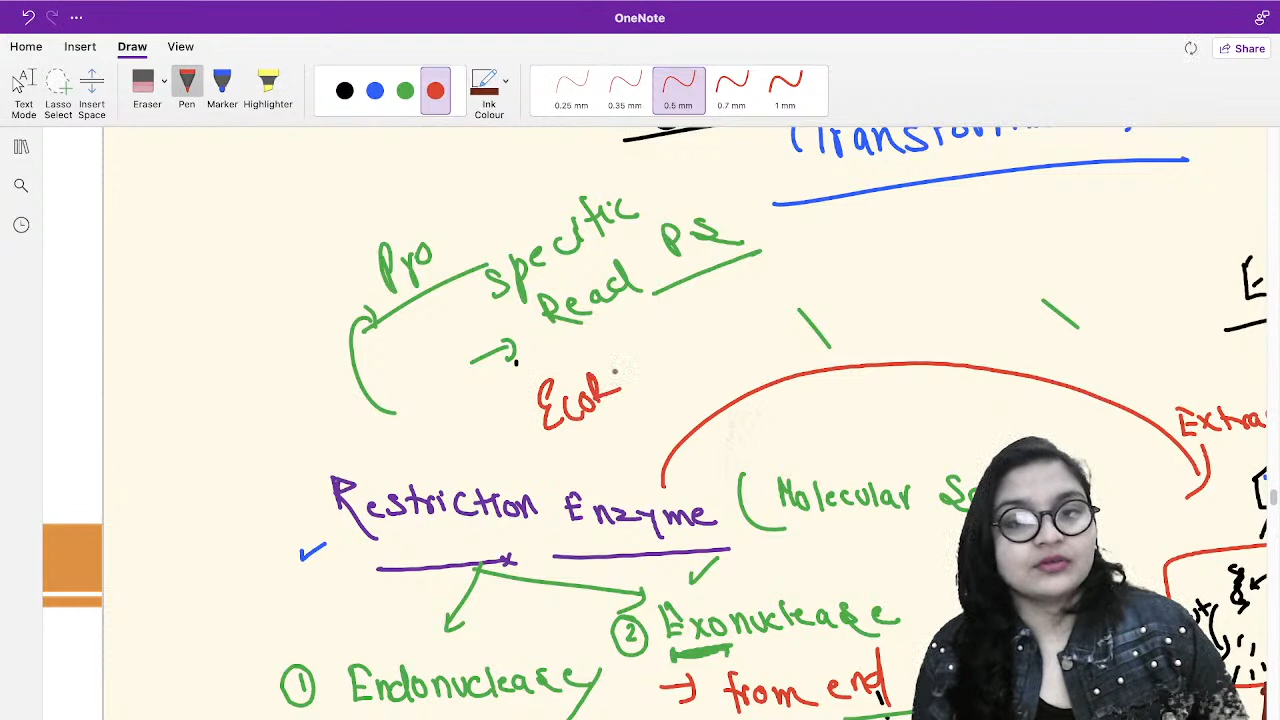 OneNote
Home Insert Draw View
Share
Text Mode
Lasso Select
Insert Space
Eraser
Pen
Marker
Highlighter
Ink Colour
0.25 mm
0.35 mm
0.5 mm
0.7 mm
1 mm
Pro
Specific
Read PS
EcoR
Extra
Restriction Enzyme
(Molecular
② Exonuclease
① Endonuclease
→ from end